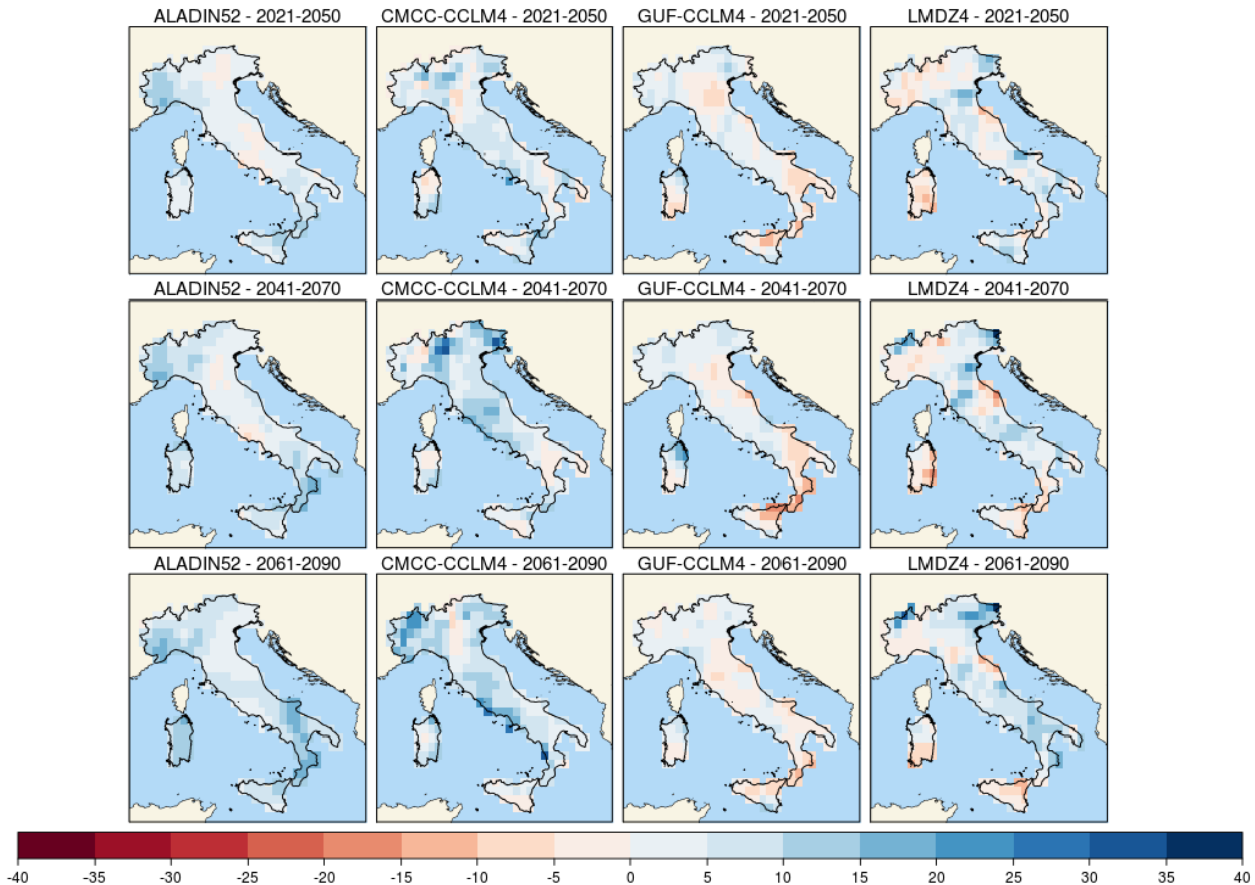 ALADIN52 - 2021-2050 CMCC-CCLM4 - 2021-2050 GUF-CCLM4 - 2021-2050 LMDZ4 - 2021-2050
ALADIN52 - 2041-2070 CMCC-CCLM4 - 2041-2070 GUF-CCLM4 - 2041-2070 LMDZ4 - 2041-2070
ALADIN52 - 2061-2090 CMCC-CCLM4 - 2061-2090 GUF-CCLM4 - 2061-2090 LMDZ4 - 2061-2090
-40 -35 -30 -25 -20 -15 -10 -5 0 5 10 15 20 25 30 35 40